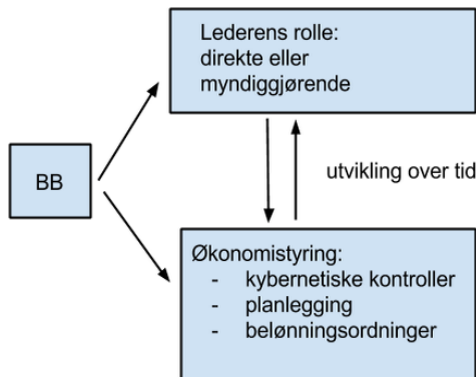 Lederens rolle:
direkte eller
myndiggjørende
BB
utvikling over tid
Økonomistyring:
- kybernetiske kontroller
- planlegging
- belønningsordninger